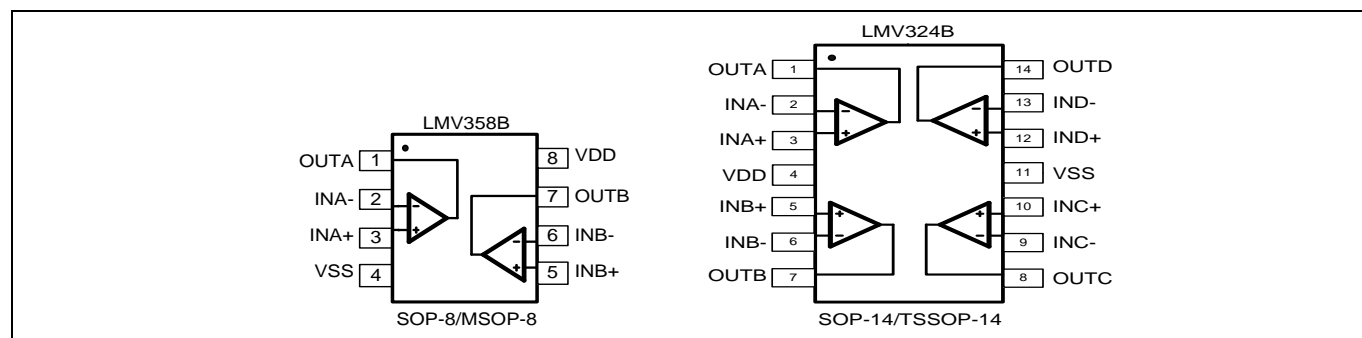 LMV358B
OUTA 1
INA- 2
INA+ 3
VSS 4
8 VDD
7 OUTB
6 INB-
5 INB+
- +
- +
SOP-8/MSOP-8
LMV324B
OUTA 1
INA- 2
INA+ 3
VDD 4
INB+ 5
INB- 6
OUTB 7
14 OUTD
13 IND-
12 IND+
11 VSS
10 INC+
9 INC-
8 OUTC
- +
- +
+ -
+ -
SOP-14/TSSOP-14